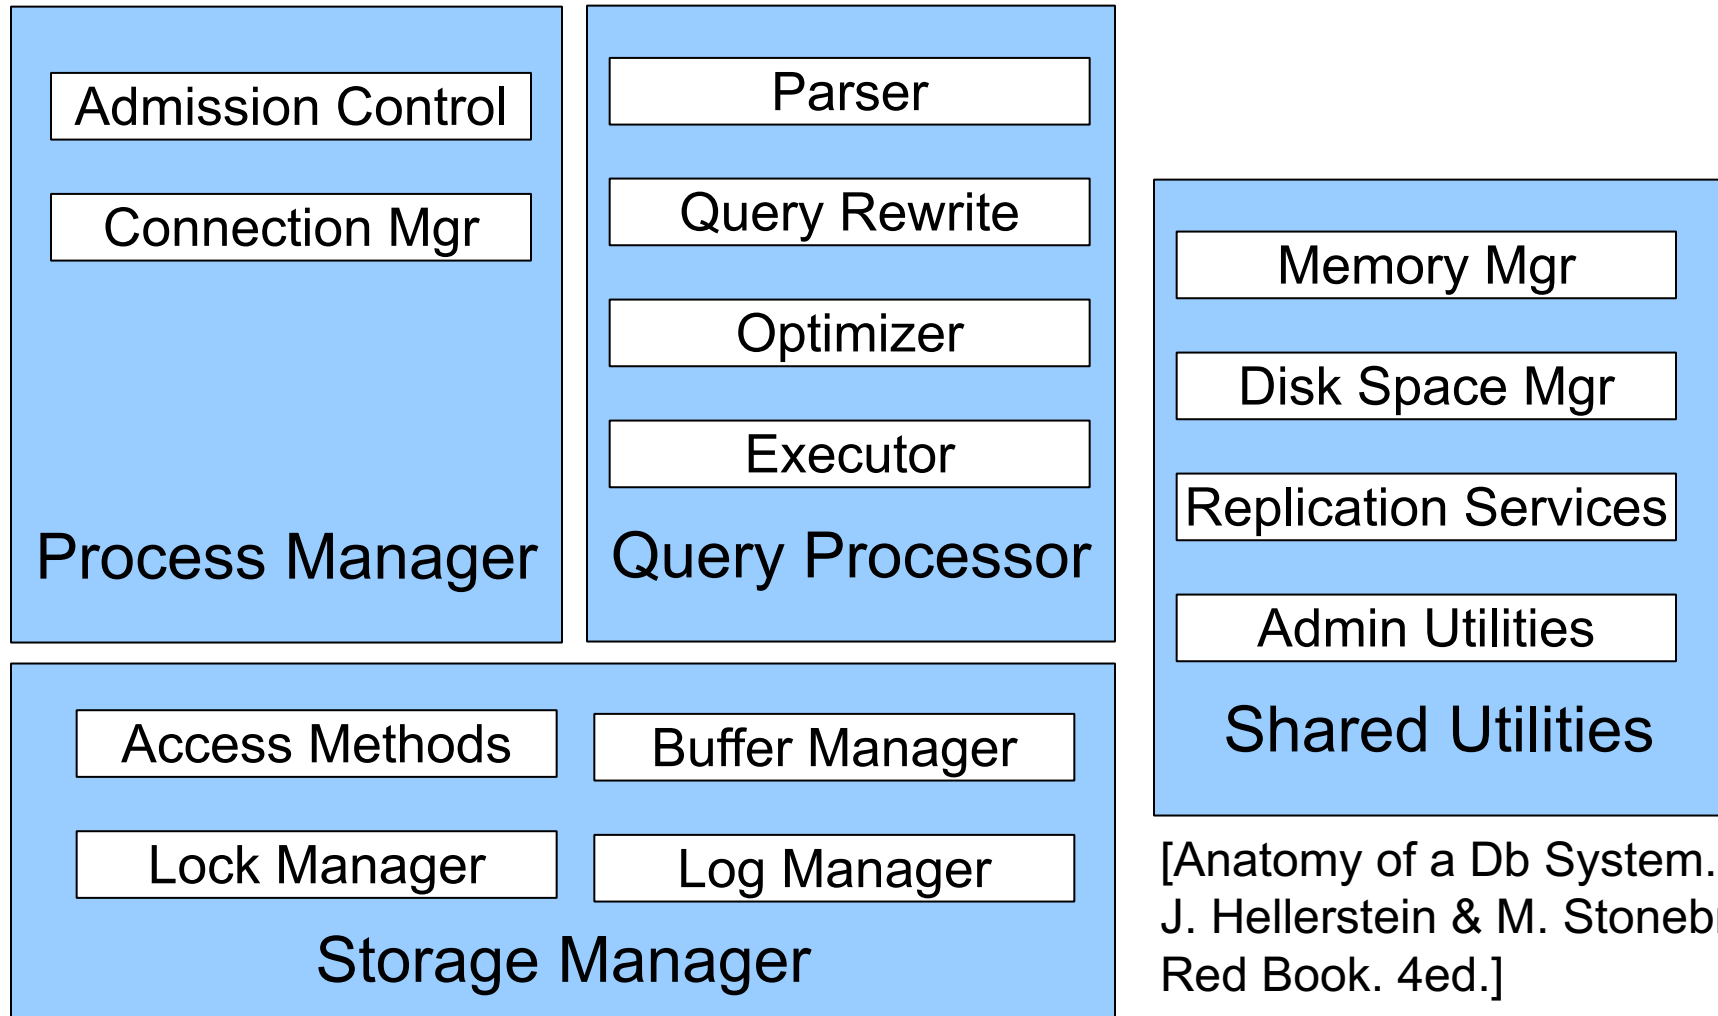 Admission Control
Connection Mgr
Process Manager
Parser
Query Rewrite
Optimizer
Executor
Query Processor
Access Methods
Buffer Manager
Lock Manager
Log Manager
Storage Manager
Memory Mgr
Disk Space Mgr
Replication Services
Admin Utilities
Shared Utilities
[Anatomy of a Db System.
J. Hellerstein & M.
Red Book. 4ed.]